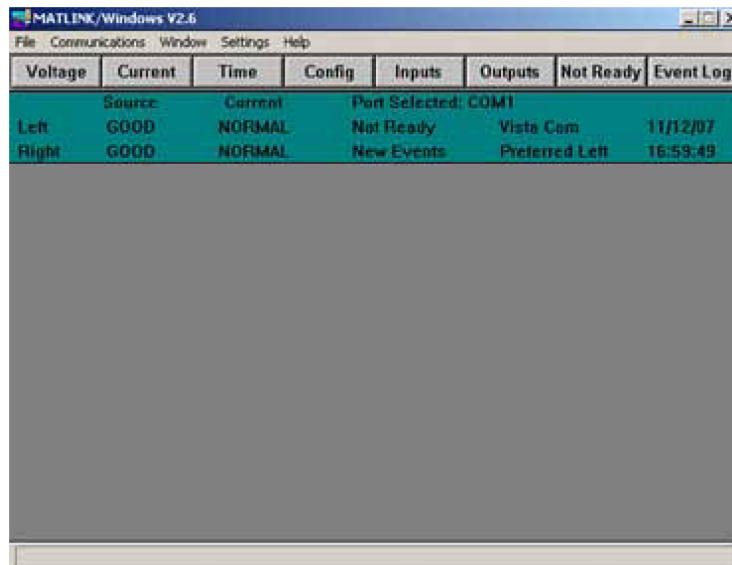 MATLINK/Windows V2.6
File Communications Window Settings Help
Voltage Current Time Config Inputs Outputs Not Ready Event Log
Source Current Port Selected: COM1
Left GOOD NORMAL Not Ready Vista Com 11/12/07
Right GOOD NORMAL New Events Preferred Left 16:59:49